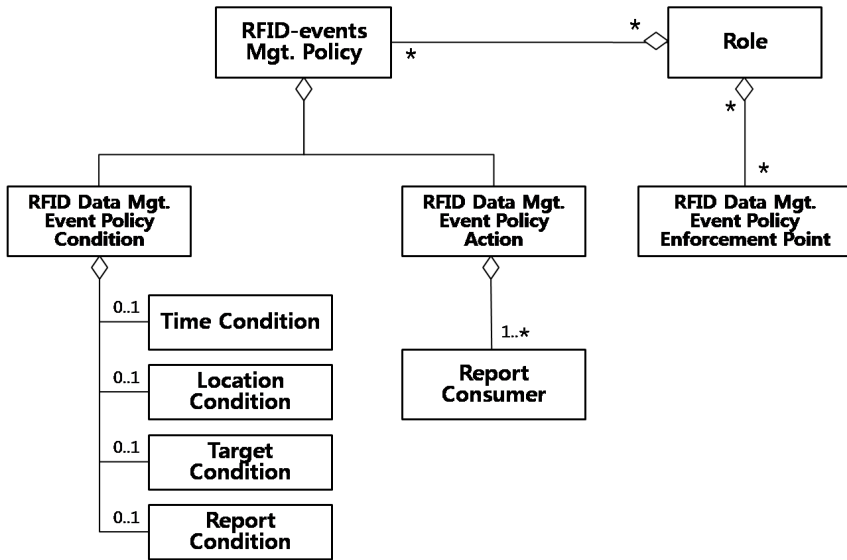 RFID-events
Mgt. Policy
*
*
Role
*
*
RFID Data Mgt.
Event Policy
Condition
RFID Data Mgt.
Event Policy
Action
RFID Data Mgt.
Event Policy
Enforcement Point
0..1
Time Condition
0..1
Location
Condition
0..1
Target
Condition
0..1
Report
Condition
1..*
Report
Consumer